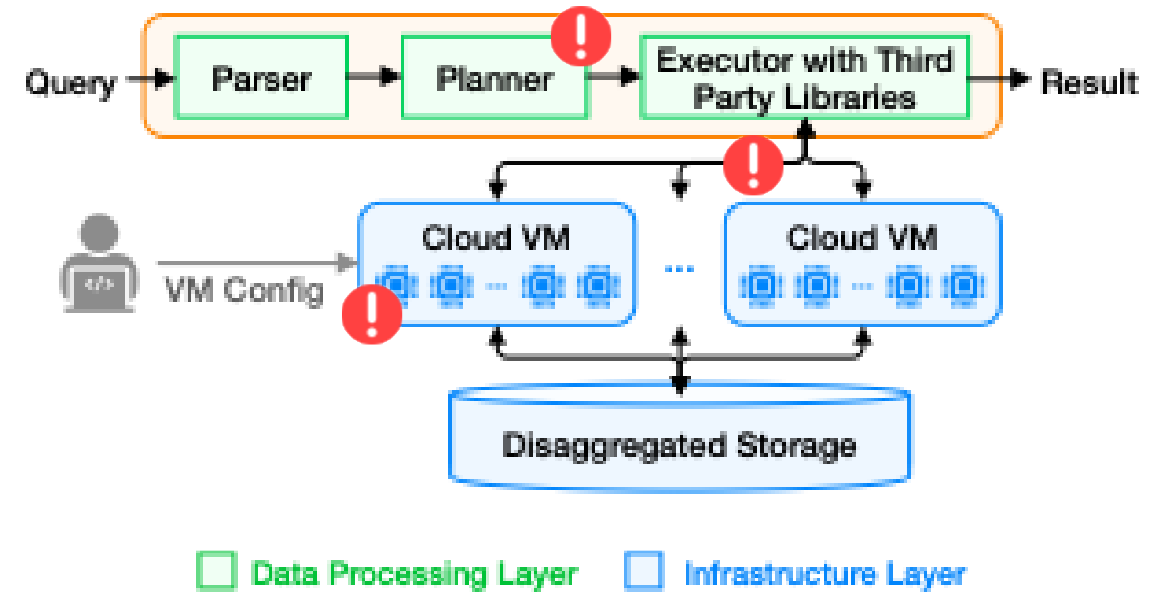 Query
Parser
Planner
Executor with Third
Party Libraries
Result
!
!
Cloud VM
Cloud VM
...
...
...
</>
VM Config
!
Disaggregated Storage
Data Processing Layer
Infrastructure Layer